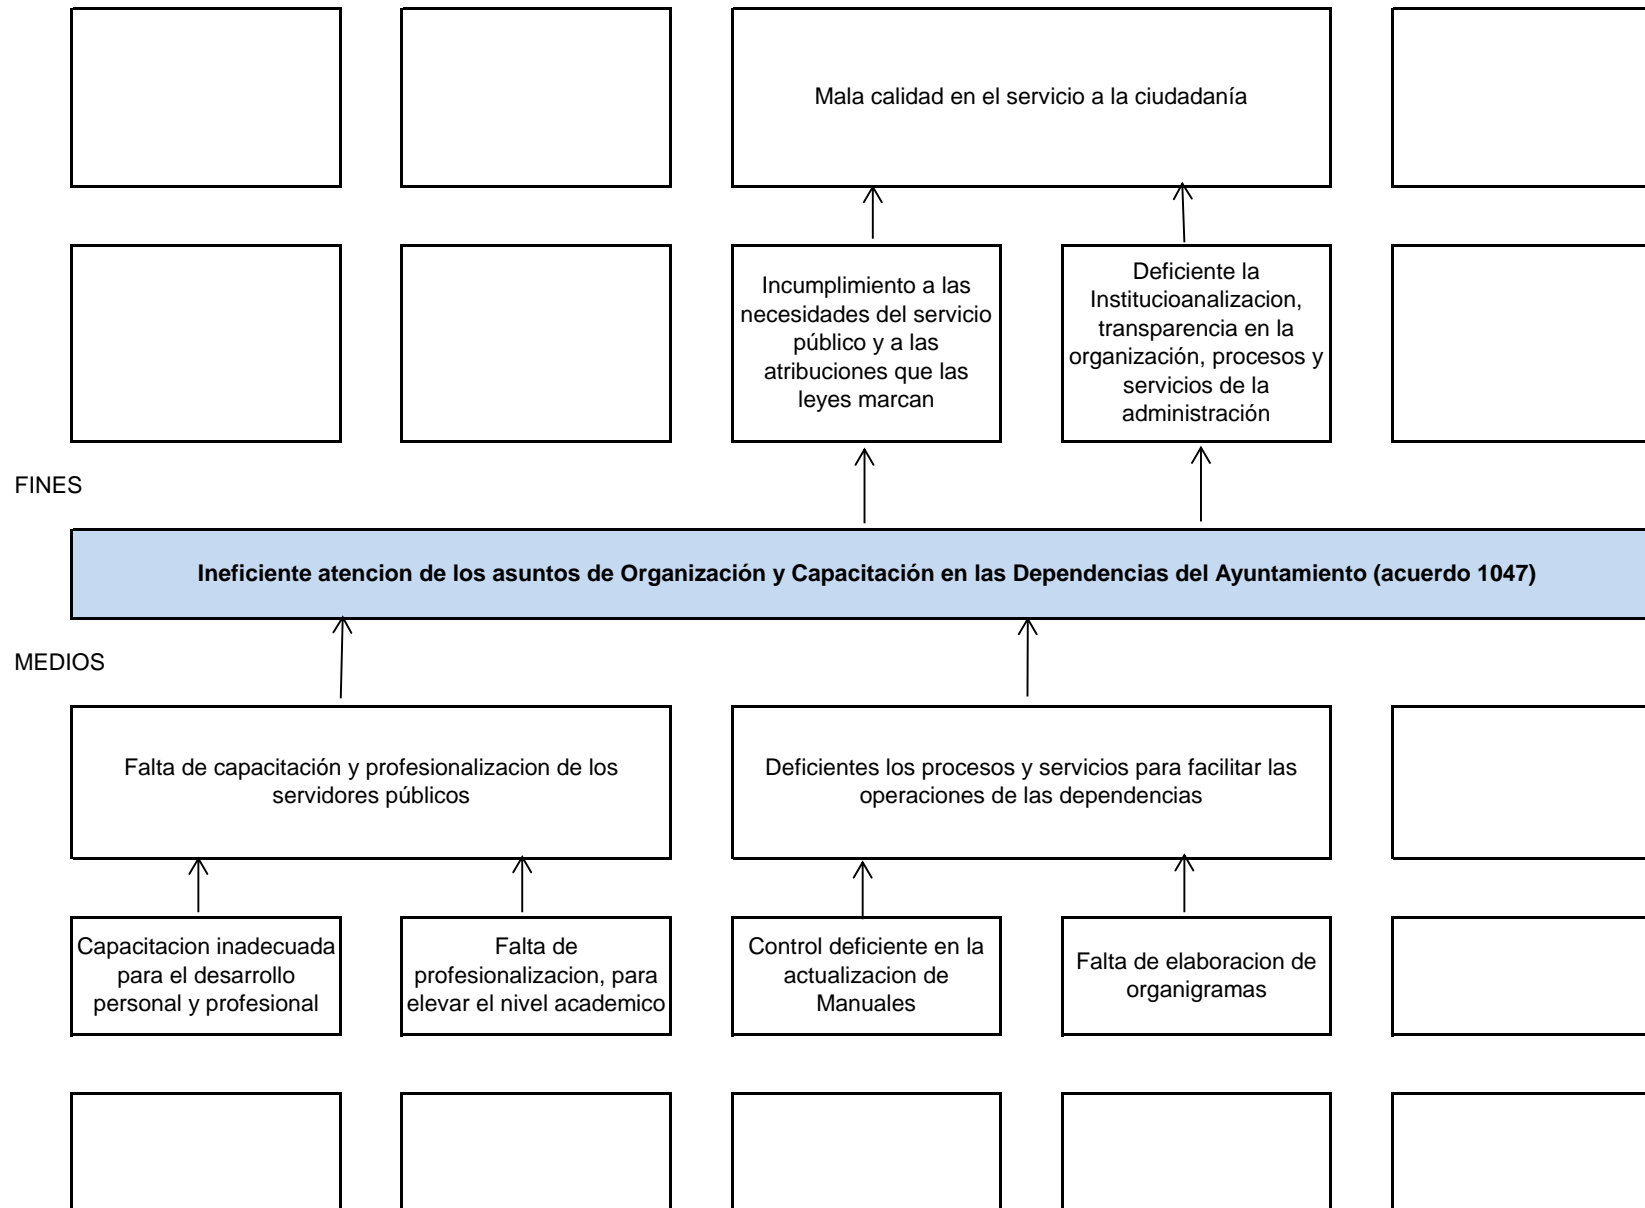 Mala calidad en el servicio a la ciudadanía
Incumplimiento a las
necesidades del servicio
público y a las
atribuciones que las
leyes marcan
Deficiente la
Institucioanalizacion,
transparencia en la
organización, procesos y
servicios de la
administración
FINES
Ineficiente atencion de los asuntos de Organización y Capacitación en las Dependencias del Ayuntamiento (acuerdo 1047)
MEDIOS
Falta de capacitación y profesionalizacion de los
servidores públicos
Deficientes los procesos y servicios para facilitar las
operaciones de las dependencias
Capacitacion inadecuada
para el desarrollo
personal y profesional
Falta de
profesionalizacion, para
elevar el nivel academico
Control deficiente en la
actualizacion de
Manuales
Falta de elaboracion de
organigramas